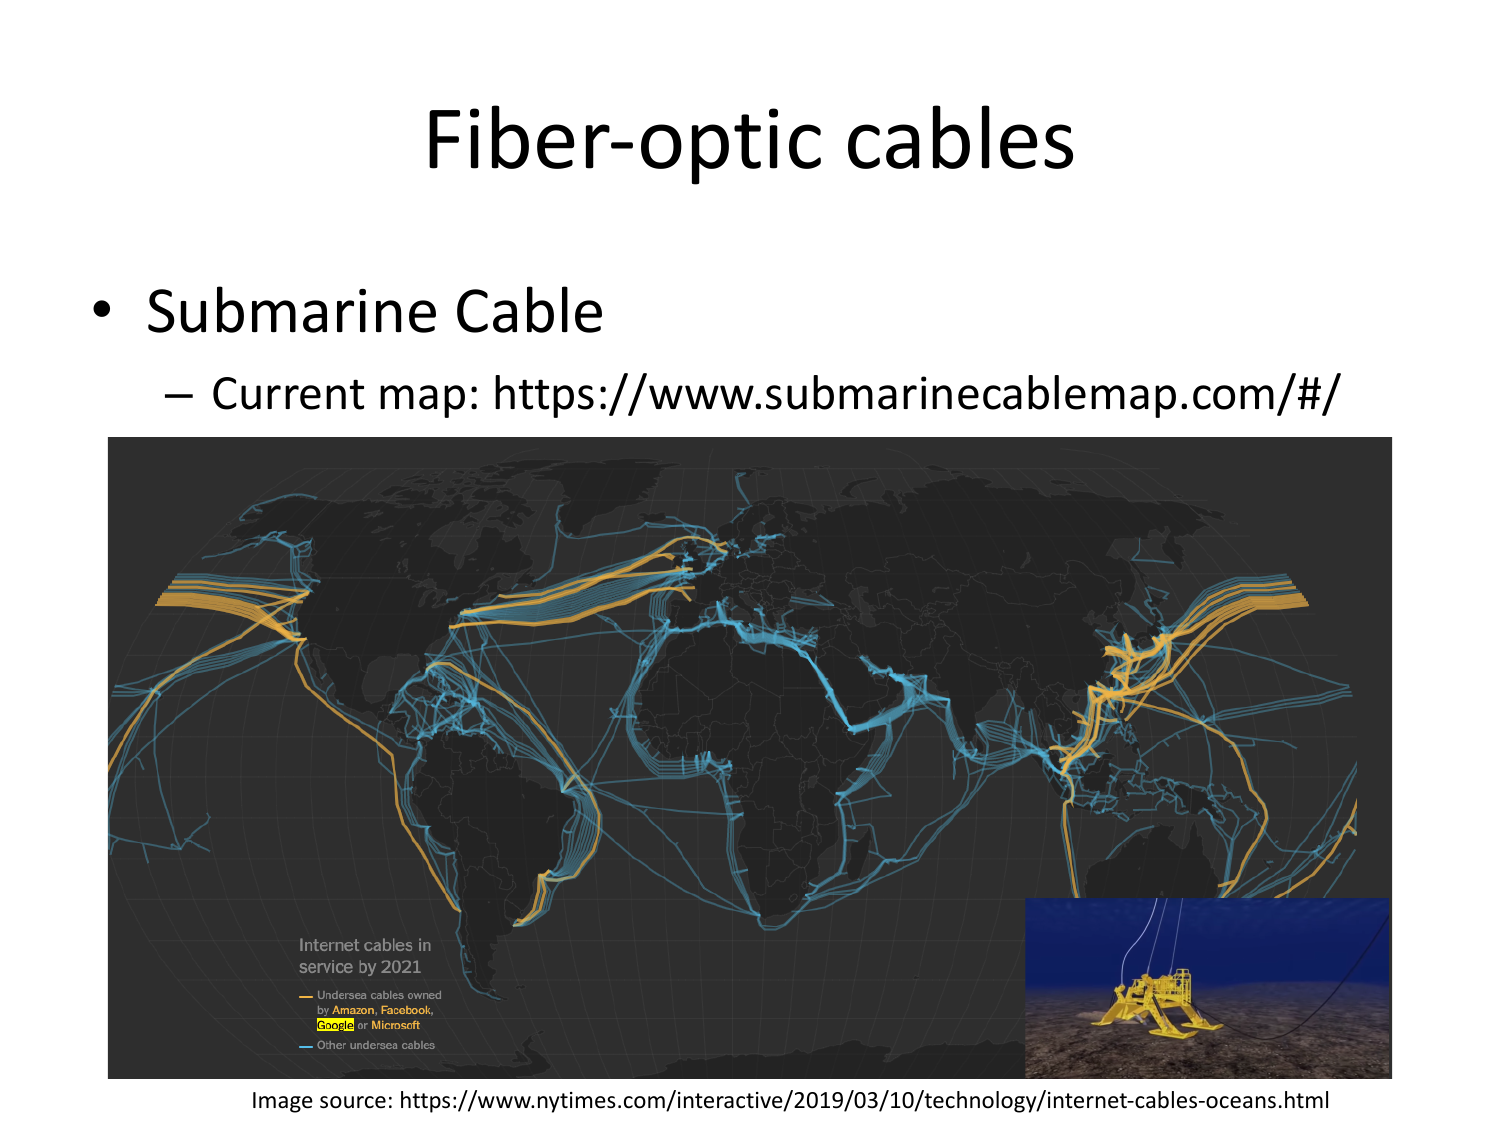 Fiber-optic cables
• Submarine Cable
– Current map: https://www.submarinecablemap.com/#/
Internet cables in
service by 2021
Undersea cables owned
by Amazon, Facebook,
Google or Microsoft
Other undersea cables
Image source: https://www.nytimes.com/interactive/2019/03/10/technology/internet-cables-oceans.html